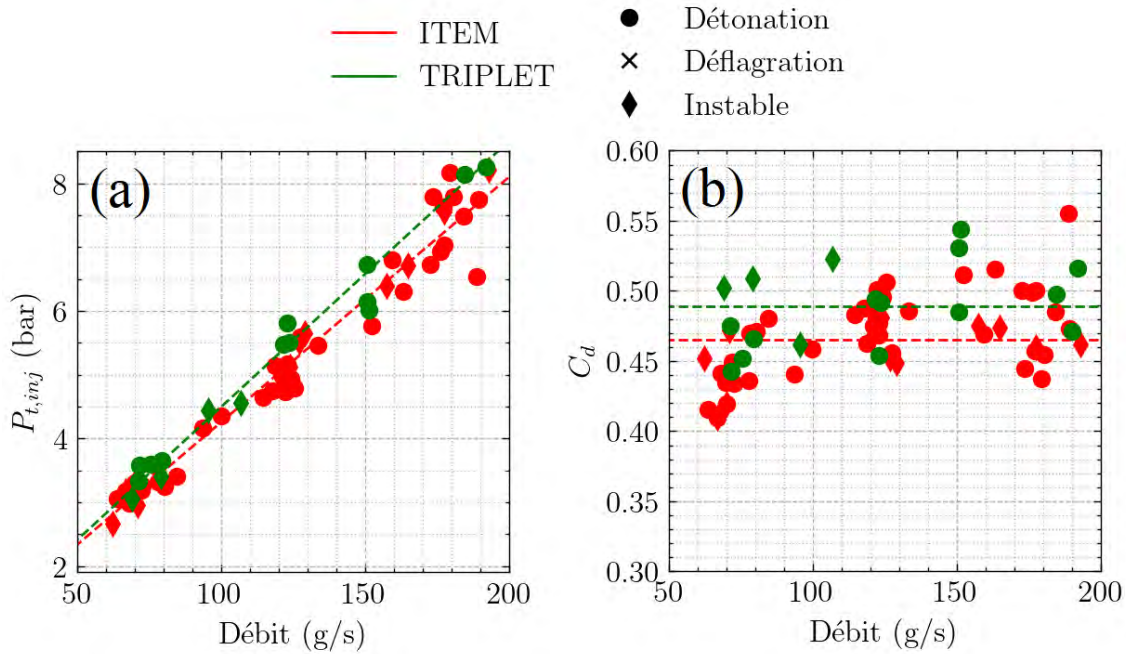 ITEM
TRIPLET
Détonation
Déflagration
Instable
(a)
8
6
4
2
50
100
150
200
P_{t,inj} (bar)
Débit (g/s)
(b)
0.60
0.55
0.50
0.45
0.40
0.35
0.30
50
100
150
200
C_d
Débit (g/s)